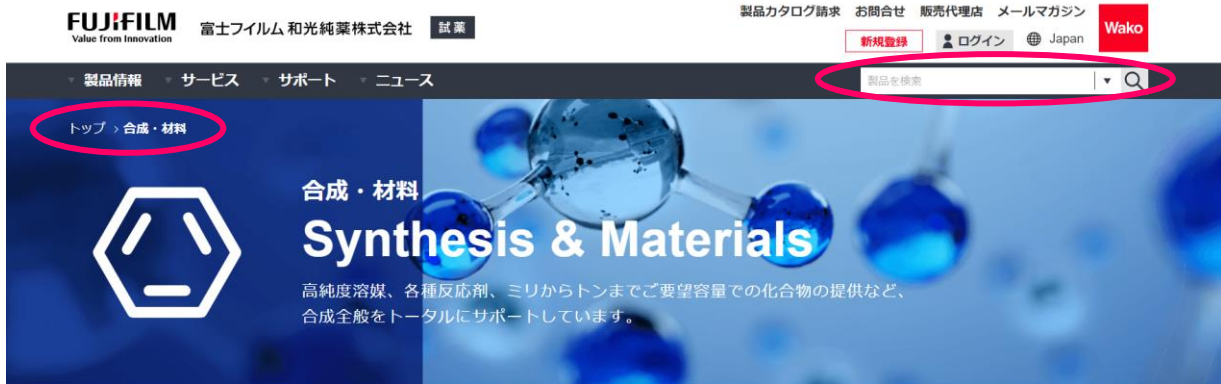 製品カタログ請求 お問合せ 販売代理店 メールマガジン
FUJIFILM
Value from Innovation
富士フイルム 和光純薬株式会社 試薬
新規登録 ログイン Japan
Wako
製品情報 サービス サポート ニュース
製品を検索
トップ › 合成・材料
合成・材料
Synthesis & Materials
高純度溶媒、各種反応剤、ミリからトンまでご要望容量での化合物の提供など、
合成全般をトータルにサポートしています。